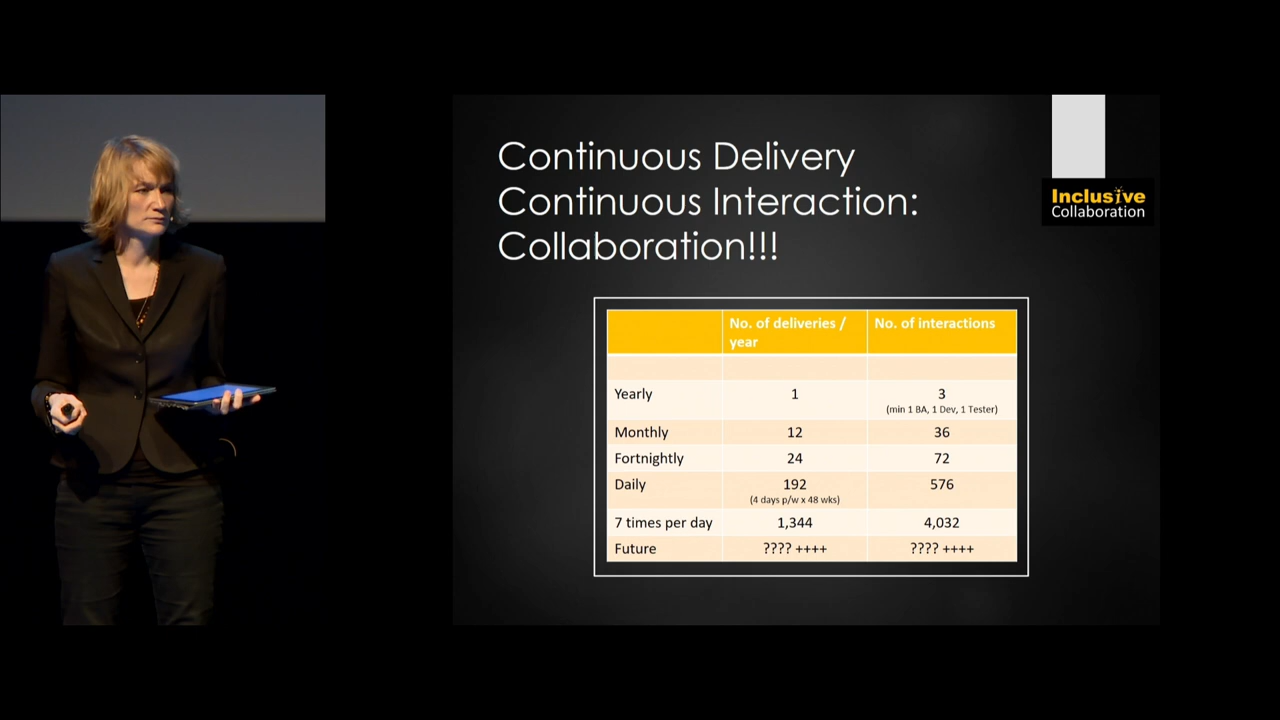 Continuous Delivery
Continuous Interaction:
Collaboration!!!
Inclusive
Collaboration
No. of deliveries / year No. of interactions
Yearly 1 3
(min 1 BA, 1 Dev, 1 Tester)
Monthly 12 36
Fortnightly 24 72
Daily 192 576
(4 days p/w x 48 wks)
7 times per day 1,344 4,032
Future ???? ++++ ???? ++++